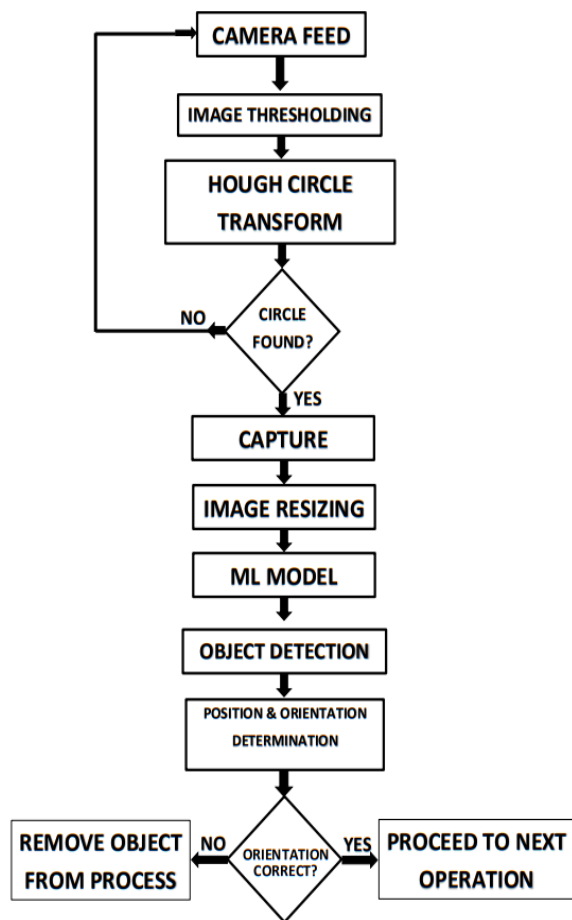 CAMERA FEED
IMAGE THRESHOLDING
HOUGH CIRCLE
TRANSFORM
NO
CIRCLE
FOUND?
YES
CAPTURE
IMAGE RESIZING
ML MODEL
OBJECT DETECTION
POSITION & ORIENTATION
DETERMINATION
REMOVE OBJECT
FROM PROCESS
NO
ORIENTATION
CORRECT?
YES
PROCEED TO NEXT
OPERATION